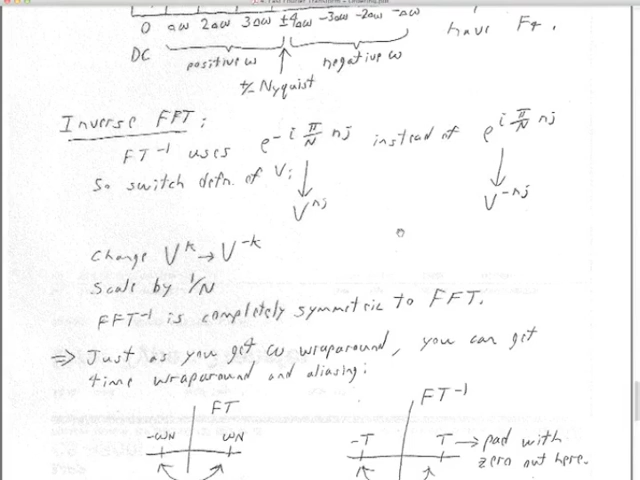 0 Δω 2Δω 3Δω ±4Δω -3Δω -2Δω -Δω have F4.
DC positive ω negative ω
+/- Nyquist
Inverse FFT:
FT^-1 uses e^{-i π/N nj} instead of e^{i π/N nj}
So switch defn. of V;
V^{nj} V^{-nj}
Change V^k → V^{-k}
Scale by 1/N
FFT^-1 is completely symmetric to FFT.
⇒ Just as you get ω wraparound, you can get
time wraparound and aliasing:
FT FT^-1
-ωN ωN -T T → pad with
zero out here.